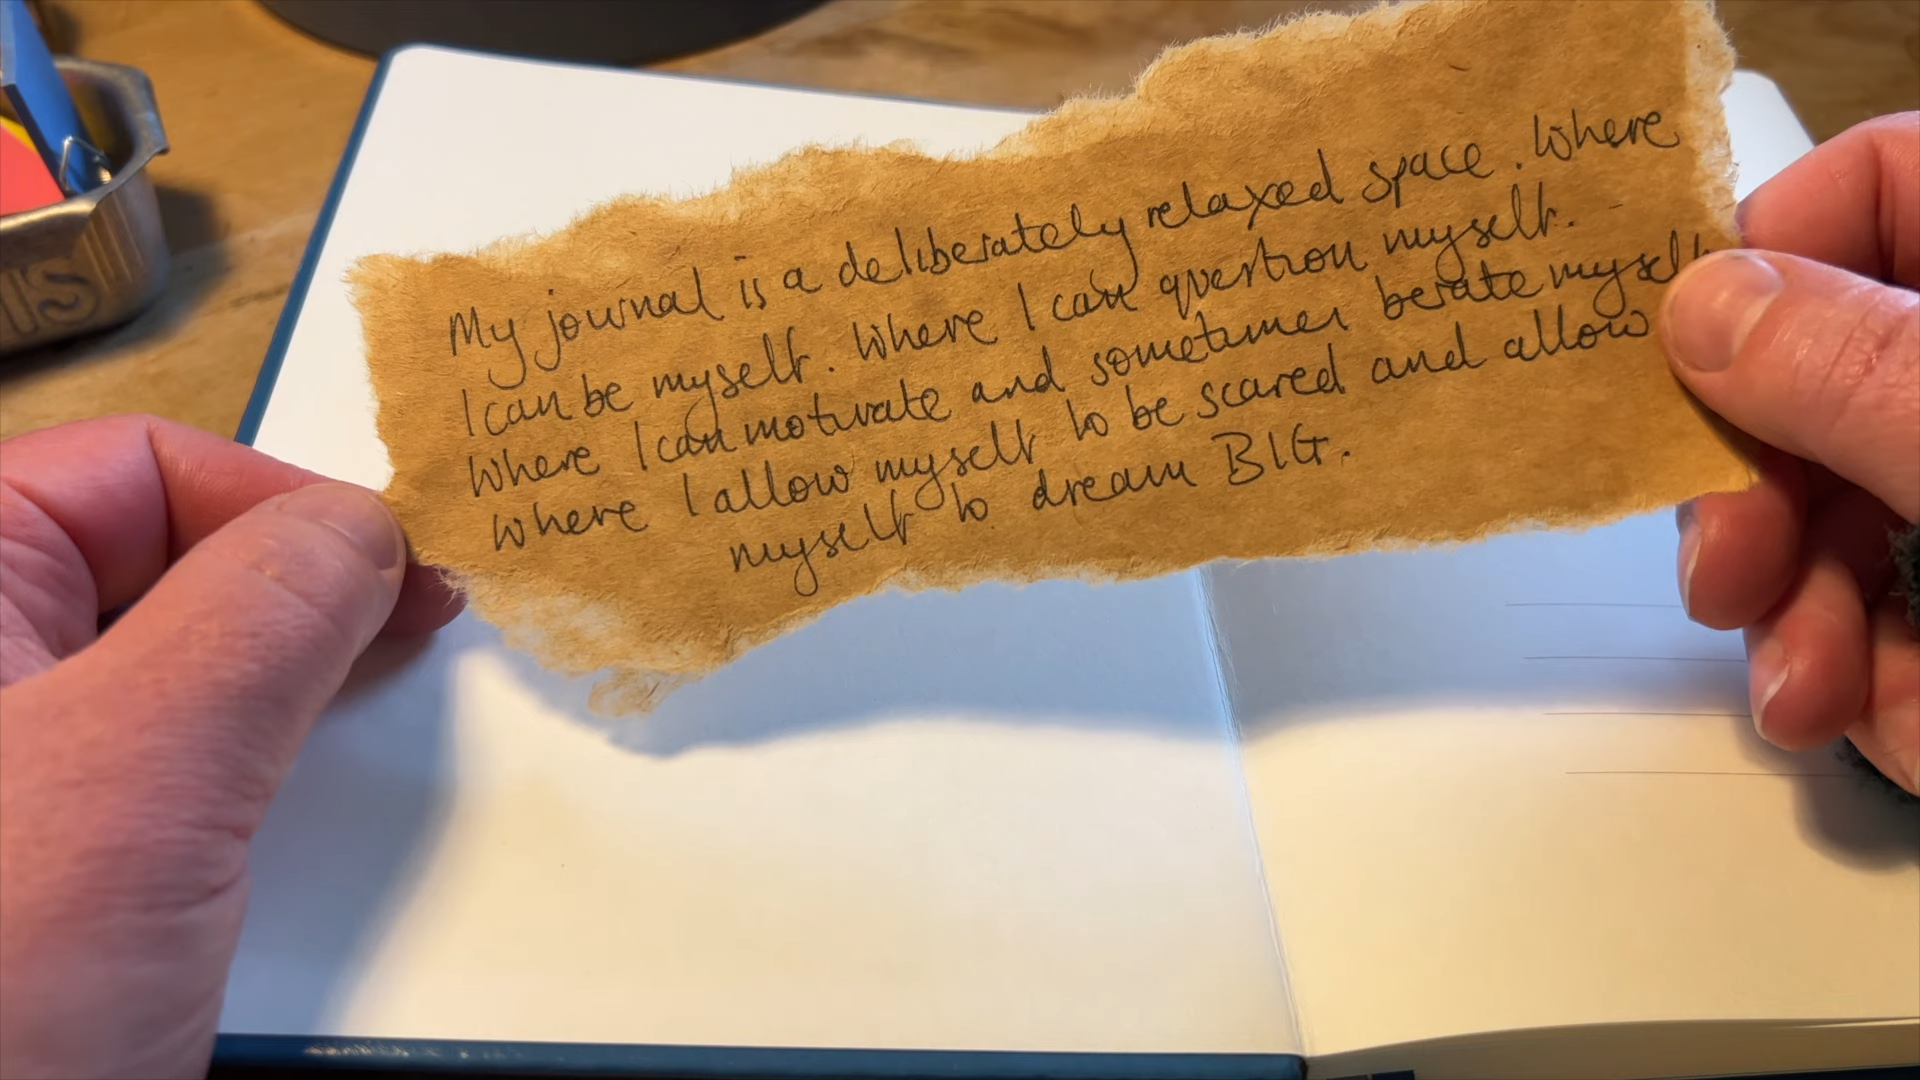 My journal is a deliberately relaxed space. Where
I can be myself. Where I can question myself.
Where I can motivate and sometimes berate myself
Where I allow myself to be scared and allow
myself to dream BIG.